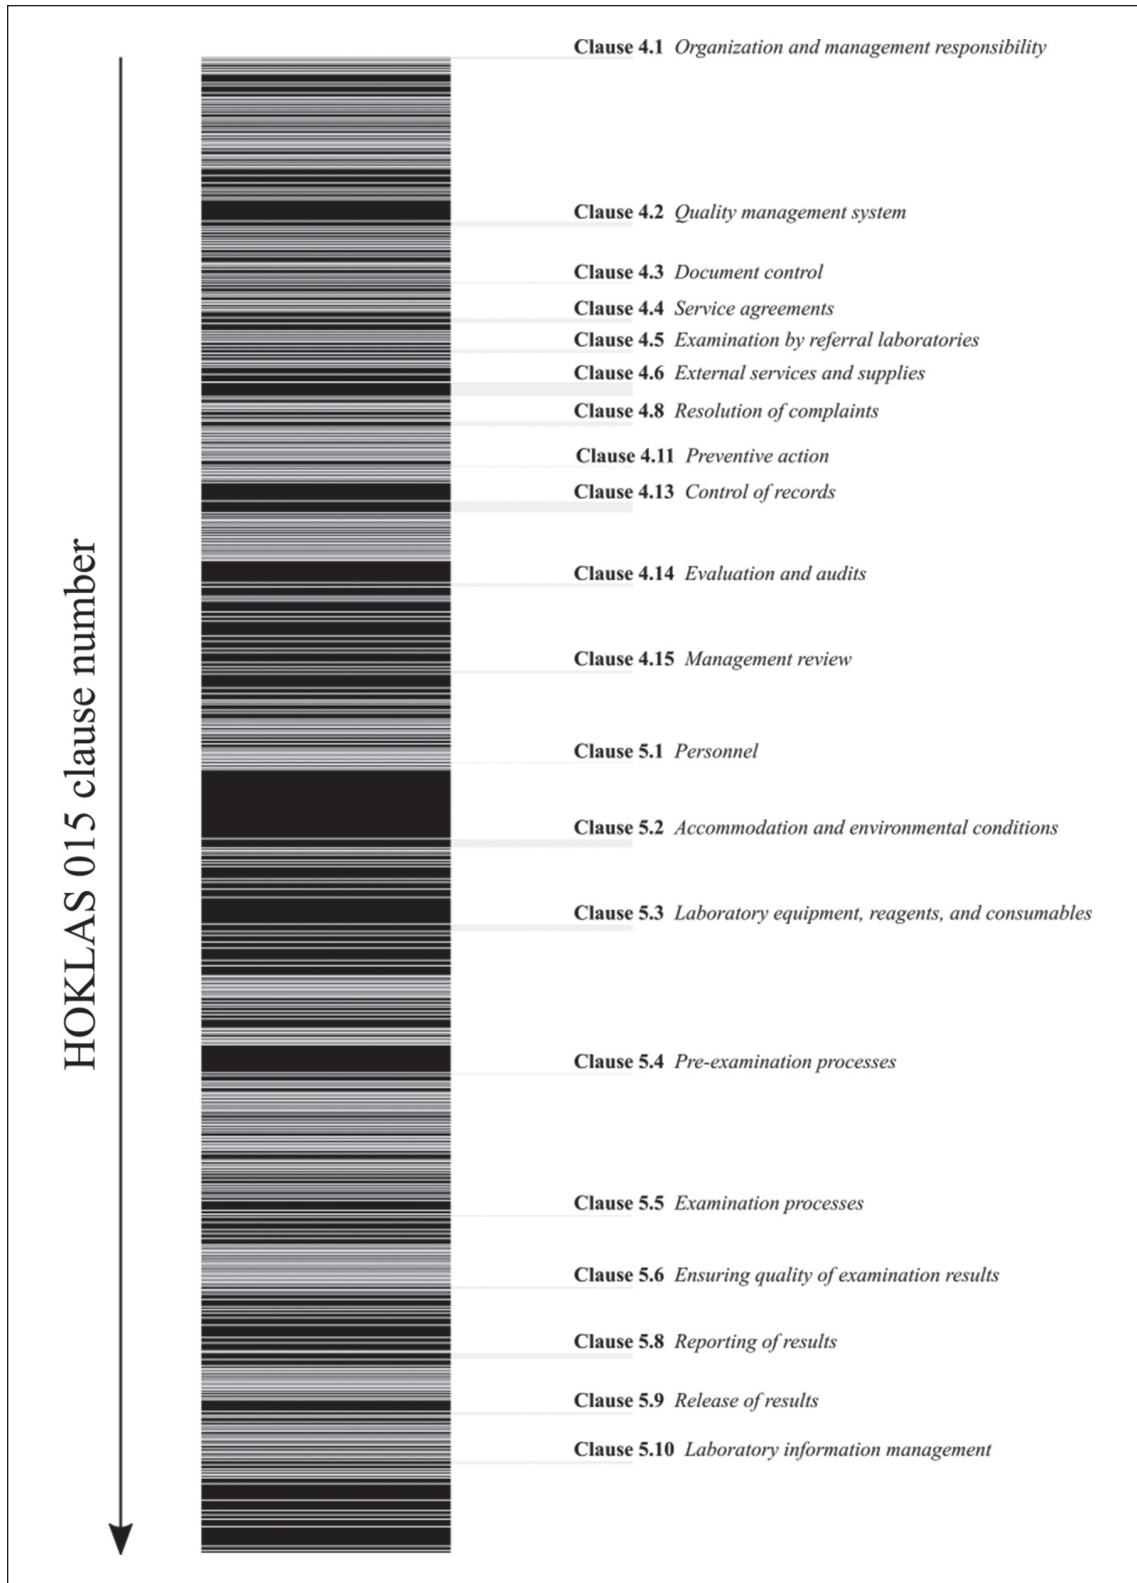 Clause 4.1 Organization and management responsibility
Clause 4.2 Quality management system
Clause 4.3 Document control
Clause 4.4 Service agreements
Clause 4.5 Examination by referral laboratories
Clause 4.6 External services and supplies
Clause 4.8 Resolution of complaints
Clause 4.11 Preventive action
Clause 4.13 Control of records
Clause 4.14 Evaluation and audits
Clause 4.15 Management review
Clause 5.1 Personnel
Clause 5.2 Accommodation and environmental conditions
Clause 5.3 Laboratory equipment, reagents, and consumables
Clause 5.4 Pre-examination processes
Clause 5.5 Examination processes
Clause 5.6 Ensuring quality of examination results
Clause 5.8 Reporting of results
Clause 5.9 Release of results
Clause 5.10 Laboratory information management
HOKLAS 015 clause number